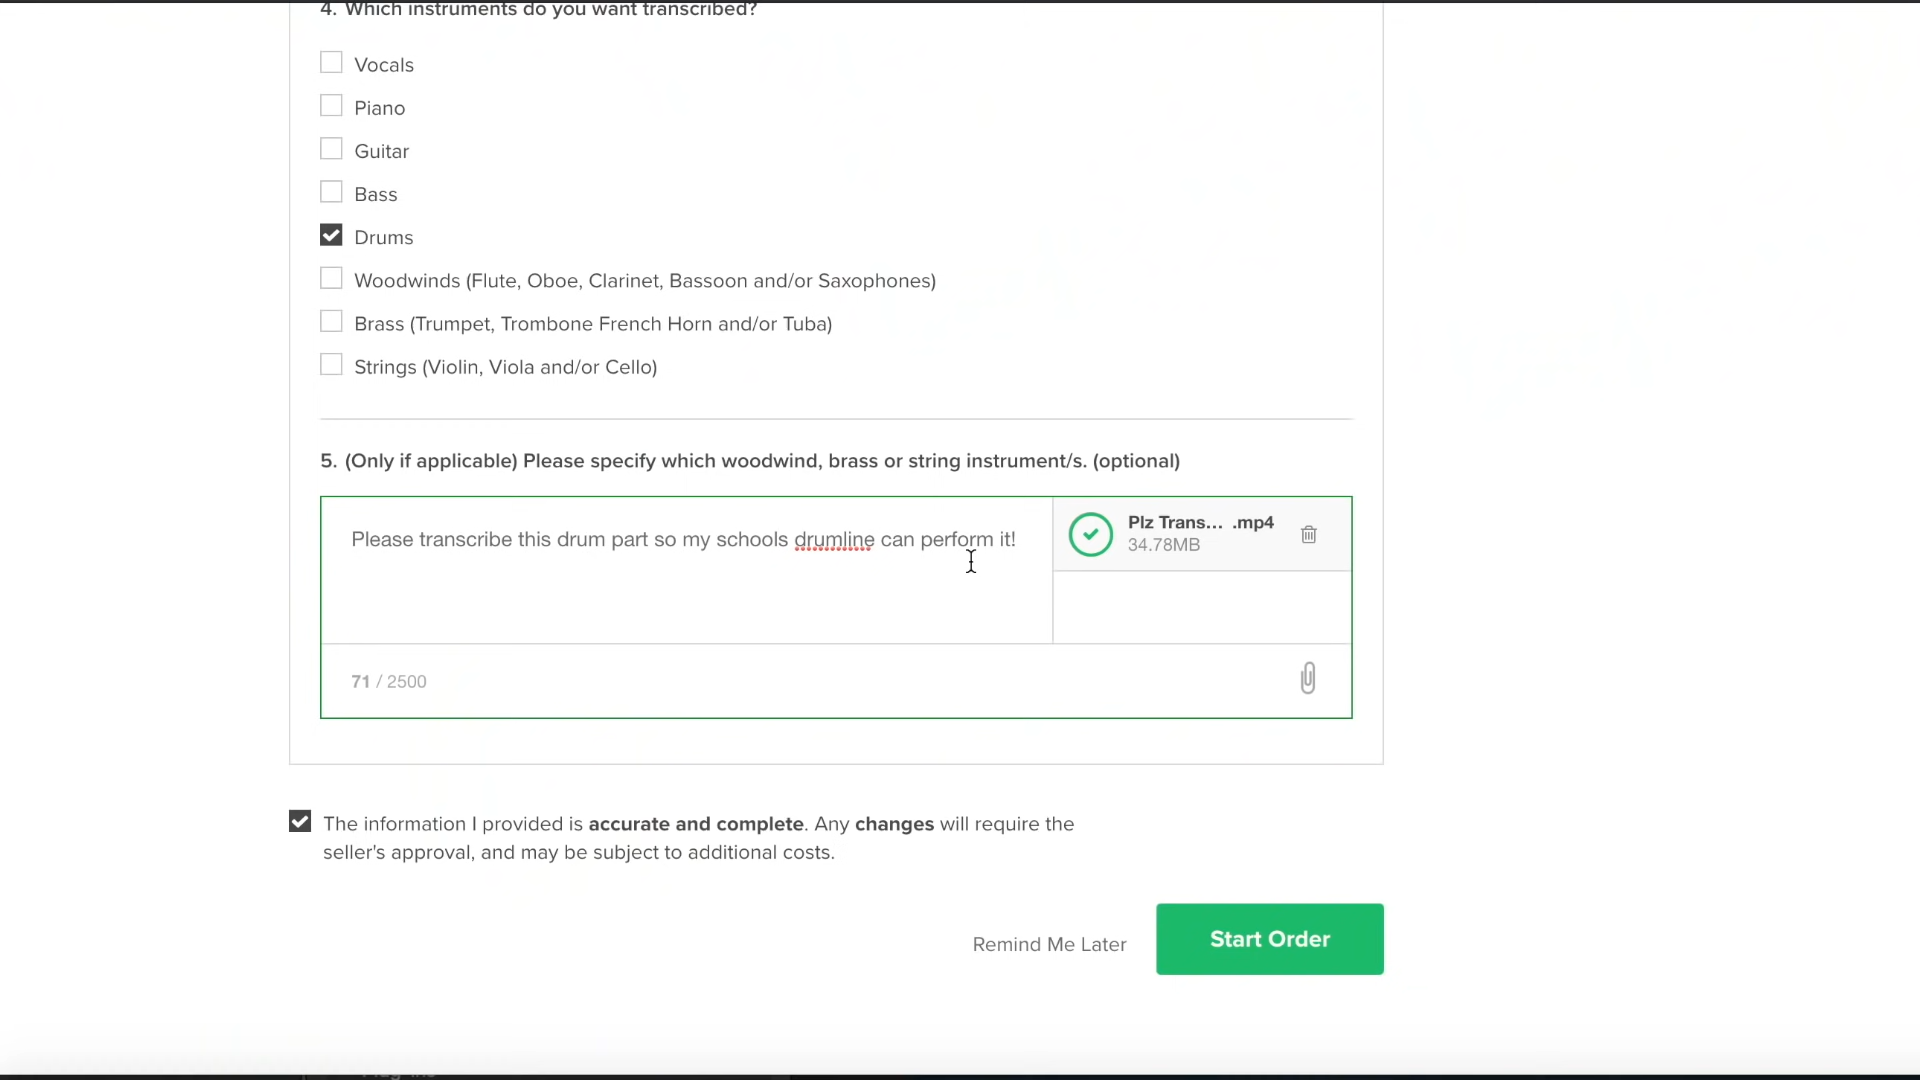 4. Which instruments do you want transcribed?
Vocals
Piano
Guitar
Bass
Drums
Woodwinds (Flute, Oboe, Clarinet, Bassoon and/or Saxophones)
Brass (Trumpet, Trombone French Horn and/or Tuba)
Strings (Violin, Viola and/or Cello)
5. (Only if applicable) Please specify which woodwind, brass or string instrument/s. (optional)
Please transcribe this drum part so my schools drumline can perform it!
Plz Trans... .mp4
34.78MB
71 / 2500
The information I provided is accurate and complete. Any changes will require the
seller's approval, and may be subject to additional costs.
Remind Me Later
Start Order